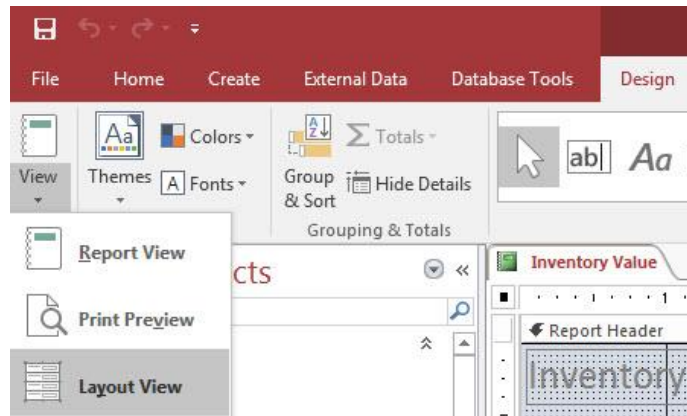 File Home Create External Data Database Tools Design
Aa Colors Totals ab Aa
View Themes A Fonts Group & Sort Hide Details
Grouping & Totals
Report View
cts
Print Preview
Layout View
Inventory Value
1
Report Header
Inventory